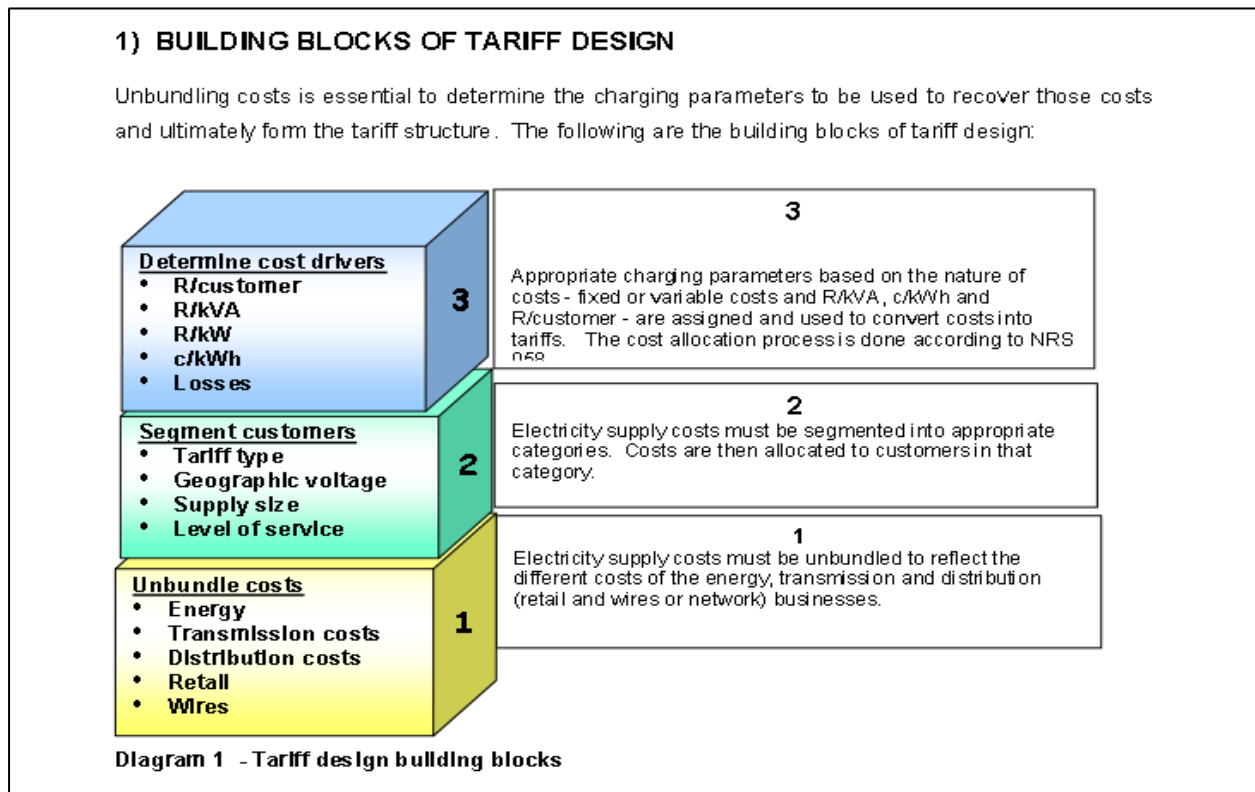 1) BUILDING BLOCKS OF TARIFF DESIGN
Unbundling costs is essential to determine the charging parameters to be used to recover those costs
and ultimately form the tariff structure. The following are the building blocks of tariff design:
Determine cost drivers
• R/customer
• R/kVA
• R/kW
• c/kWh
• Losses
3
3
Appropriate charging parameters based on the nature of
costs - fixed or variable costs and R/kVA, c/kWh and
R/customer - are assigned and used to convert costs into
tariffs. The cost allocation process is done according to NRS
Segment customers
• Tariff type
• Geographic voltage
• Supply size
• Level of service
2
2
Electricity supply costs must be segmented into appropriate
categories. Costs are then allocated to customers in that
category.
Unbundle costs
• Energy
• Transmission costs
• Distribution costs
• Retail
• Wires
1
1
Electricity supply costs must be unbundled to reflect the
different costs of the energy, transmission and distribution
(retail and wires or network) businesses.
Diagram 1 - Tariff design building blocks